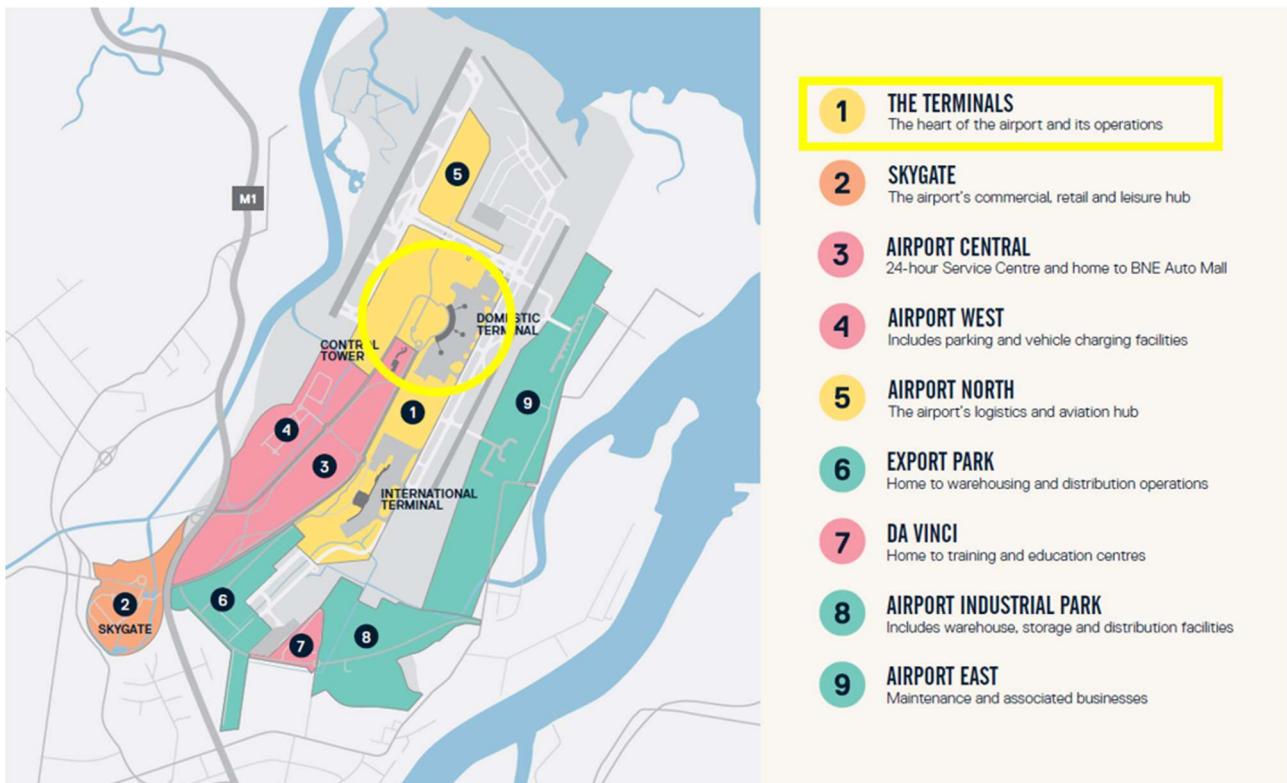 M1
5
DOMESTIC
TERMINAL
CONTROL
TOWER
1
9
4
3
INTERNATIONAL
TERMINAL
2
SKYGATE
6
7
8
1
THE TERMINALS
The heart of the airport and its operations
2
SKYGATE
The airport's commercial, retail and leisure hub
3
AIRPORT CENTRAL
24-hour Service Centre and home to BNE Auto Mall
4
AIRPORT WEST
Includes parking and vehicle charging facilities
5
AIRPORT NORTH
The airport's logistics and aviation hub
6
EXPORT PARK
Home to warehousing and distribution operations
7
DA VINCI
Home to training and education centres
8
AIRPORT INDUSTRIAL PARK
Includes warehouse, storage and distribution facilities
9
AIRPORT EAST
Maintenance and associated businesses